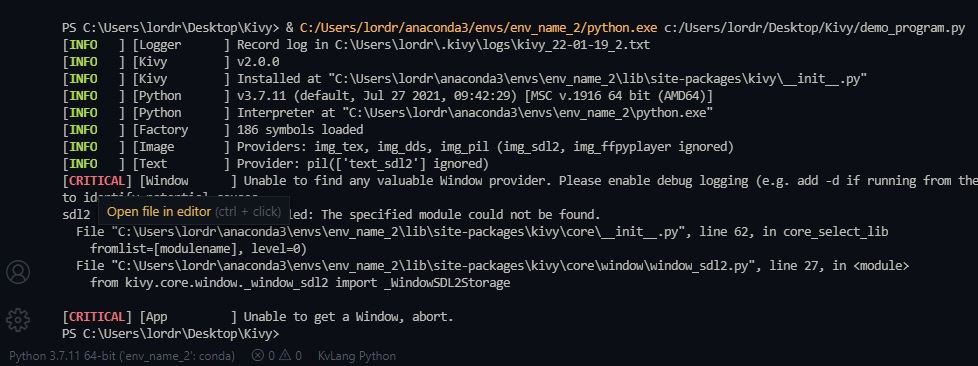 PS C:\Users\lordr\Desktop\Kivy> & C:/Users/lordr/anaconda3/envs/env_name_2/python.exe c:/Users/lordr/Desktop/Kivy/demo_program.py
[INFO   ] [Logger      ] Record log in C:\Users\lordr\.kivy\logs\kivy_22-01-19_2.txt
[INFO   ] [Kivy        ] v2.0.0
[INFO   ] [Kivy        ] Installed at "C:\Users\lordr\anaconda3\envs\env_name_2\lib\site-packages\kivy\__init__.py"
[INFO   ] [Python      ] v3.7.11 (default, Jul 27 2021, 09:42:29) [MSC v.1916 64 bit (AMD64)]
[INFO   ] [Python      ] Interpreter at "C:\Users\lordr\anaconda3\envs\env_name_2\python.exe"
[INFO   ] [Factory     ] 186 symbols loaded
[INFO   ] [Image       ] Providers: img_tex, img_dds, img_pil (img_sdl2, img_ffpyplayer ignored)
[INFO   ] [Text        ] Provider: pil(['text_sdl2'] ignored)
[CRITICAL] [Window      ] Unable to find any valuable Window provider. Please enable debug logging (e.g. add -d if running from the
to
sdl2 led: The specified module could not be found.
Open file in editor (ctrl + click)
File "C:\Users\lordr\anaconda3\envs\env_name_2\lib\site-packages\kivy\core\__init__.py", line 62, in core_select_lib
fromlist=[modulename], level=0)
File "C:\Users\lordr\anaconda3\envs\env_name_2\lib\site-packages\kivy\core\window\window_sdl2.py", line 27, in <module>
from kivy.core.window._window_sdl2 import _WindowSDL2Storage
[CRITICAL] [App         ] Unable to get a Window, abort.
PS C:\Users\lordr\Desktop\Kivy>
Python 3.7.11 64-bit ('env_name_2': conda) 0 0 KvLang Python